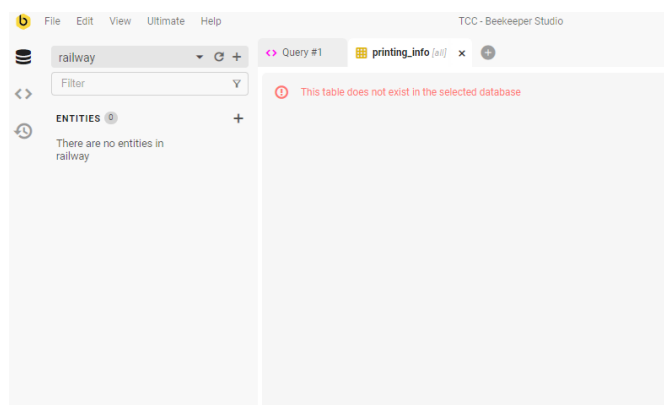 File Edit View Ultimate Help TCC - Beekeeper Studio
railway
Query #1 printing_info [all]
Filter
This table does not exist in the selected database
ENTITIES 0
There are no entities in
railway